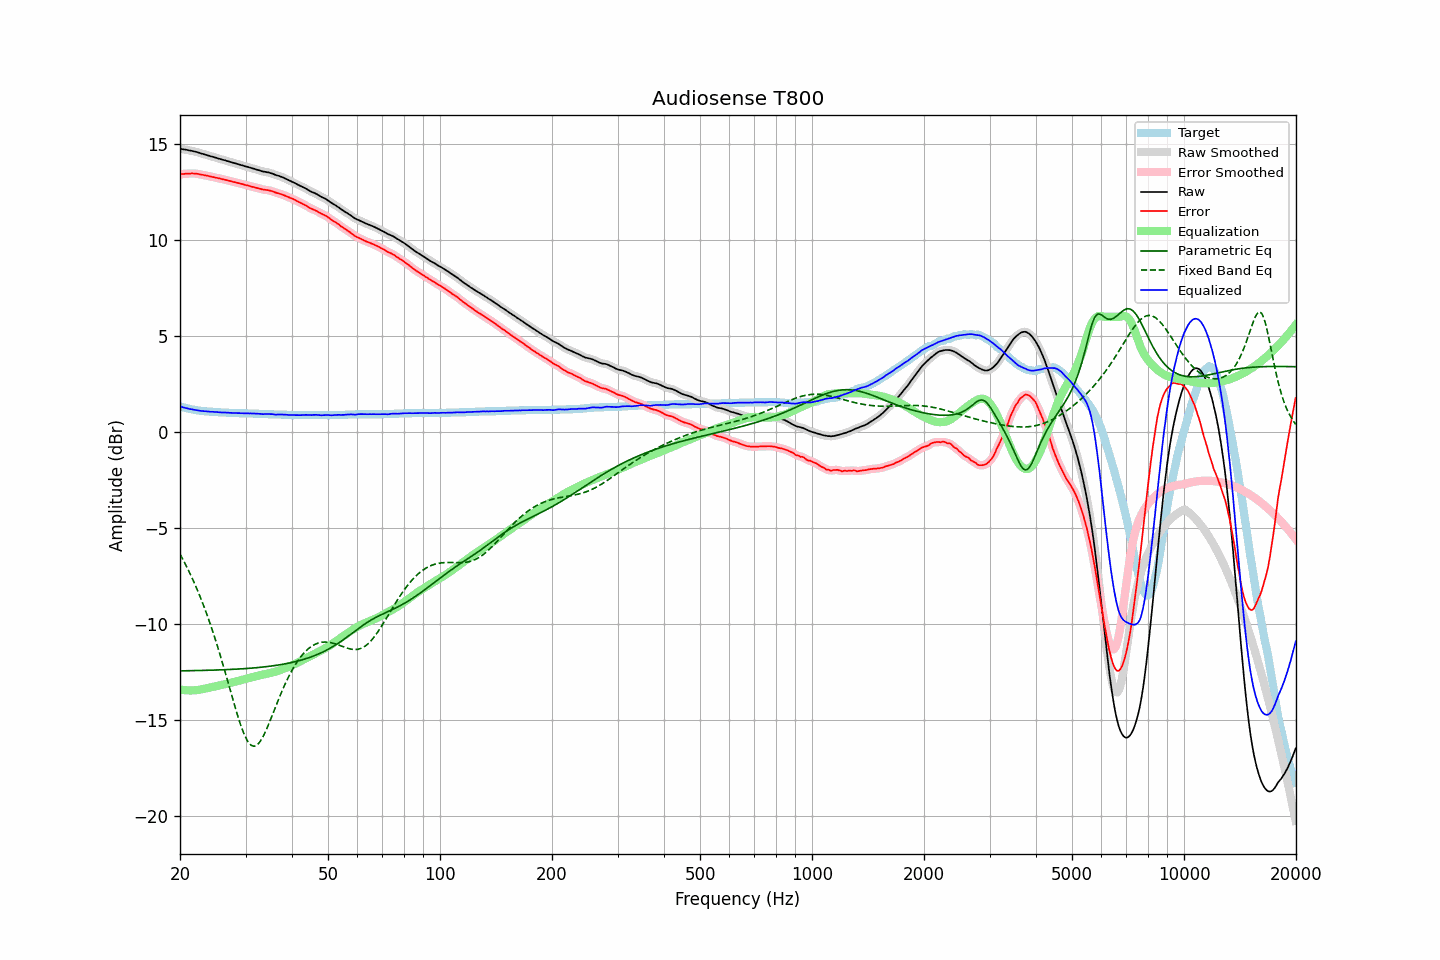 Audiosense T800
15
10
5
0
−5
−10
−15
−20
Amplitude (dBr)
20
50
100
200
500
1000
2000
5000
10000
20000
Frequency (Hz)
Target
Raw Smoothed
Error Smoothed
Raw
Error
Equalization
Parametric Eq
Fixed Band Eq
Equalized